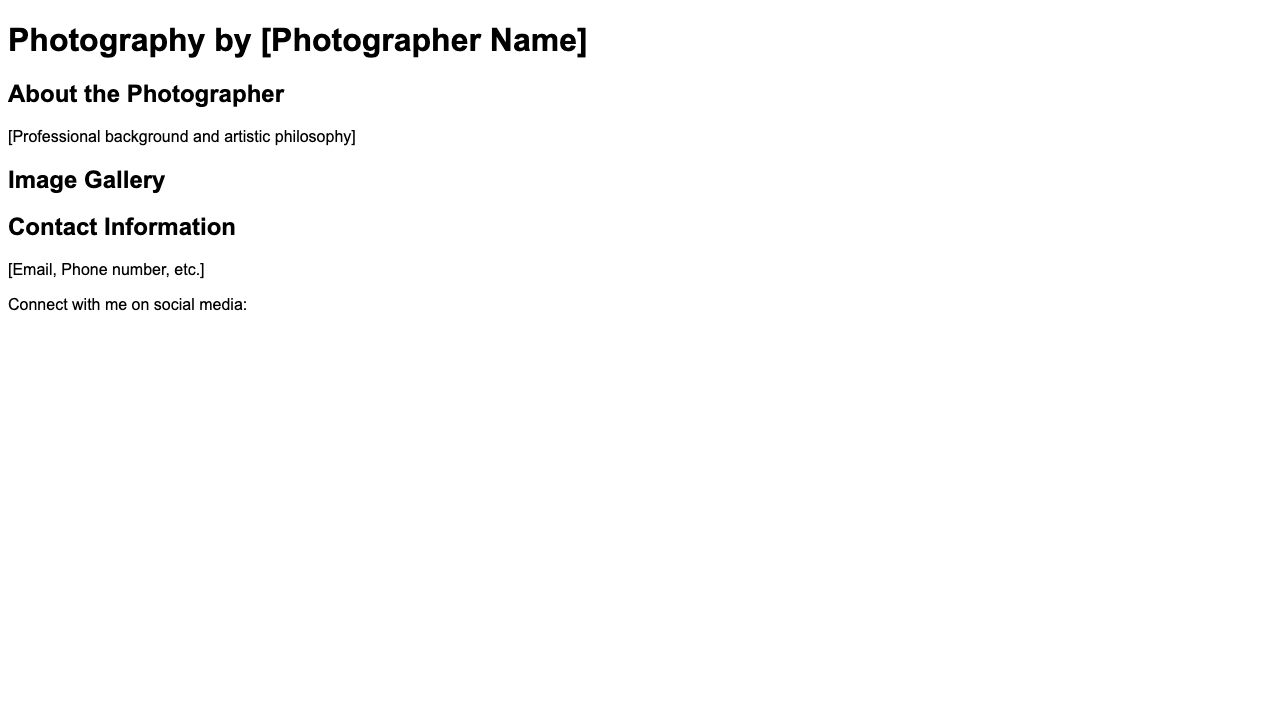 Photography by [Photographer Name]
About the Photographer
[Professional background and artistic philosophy]
Image Gallery
Contact Information
[Email, Phone number, etc.]
Connect with me on social media: